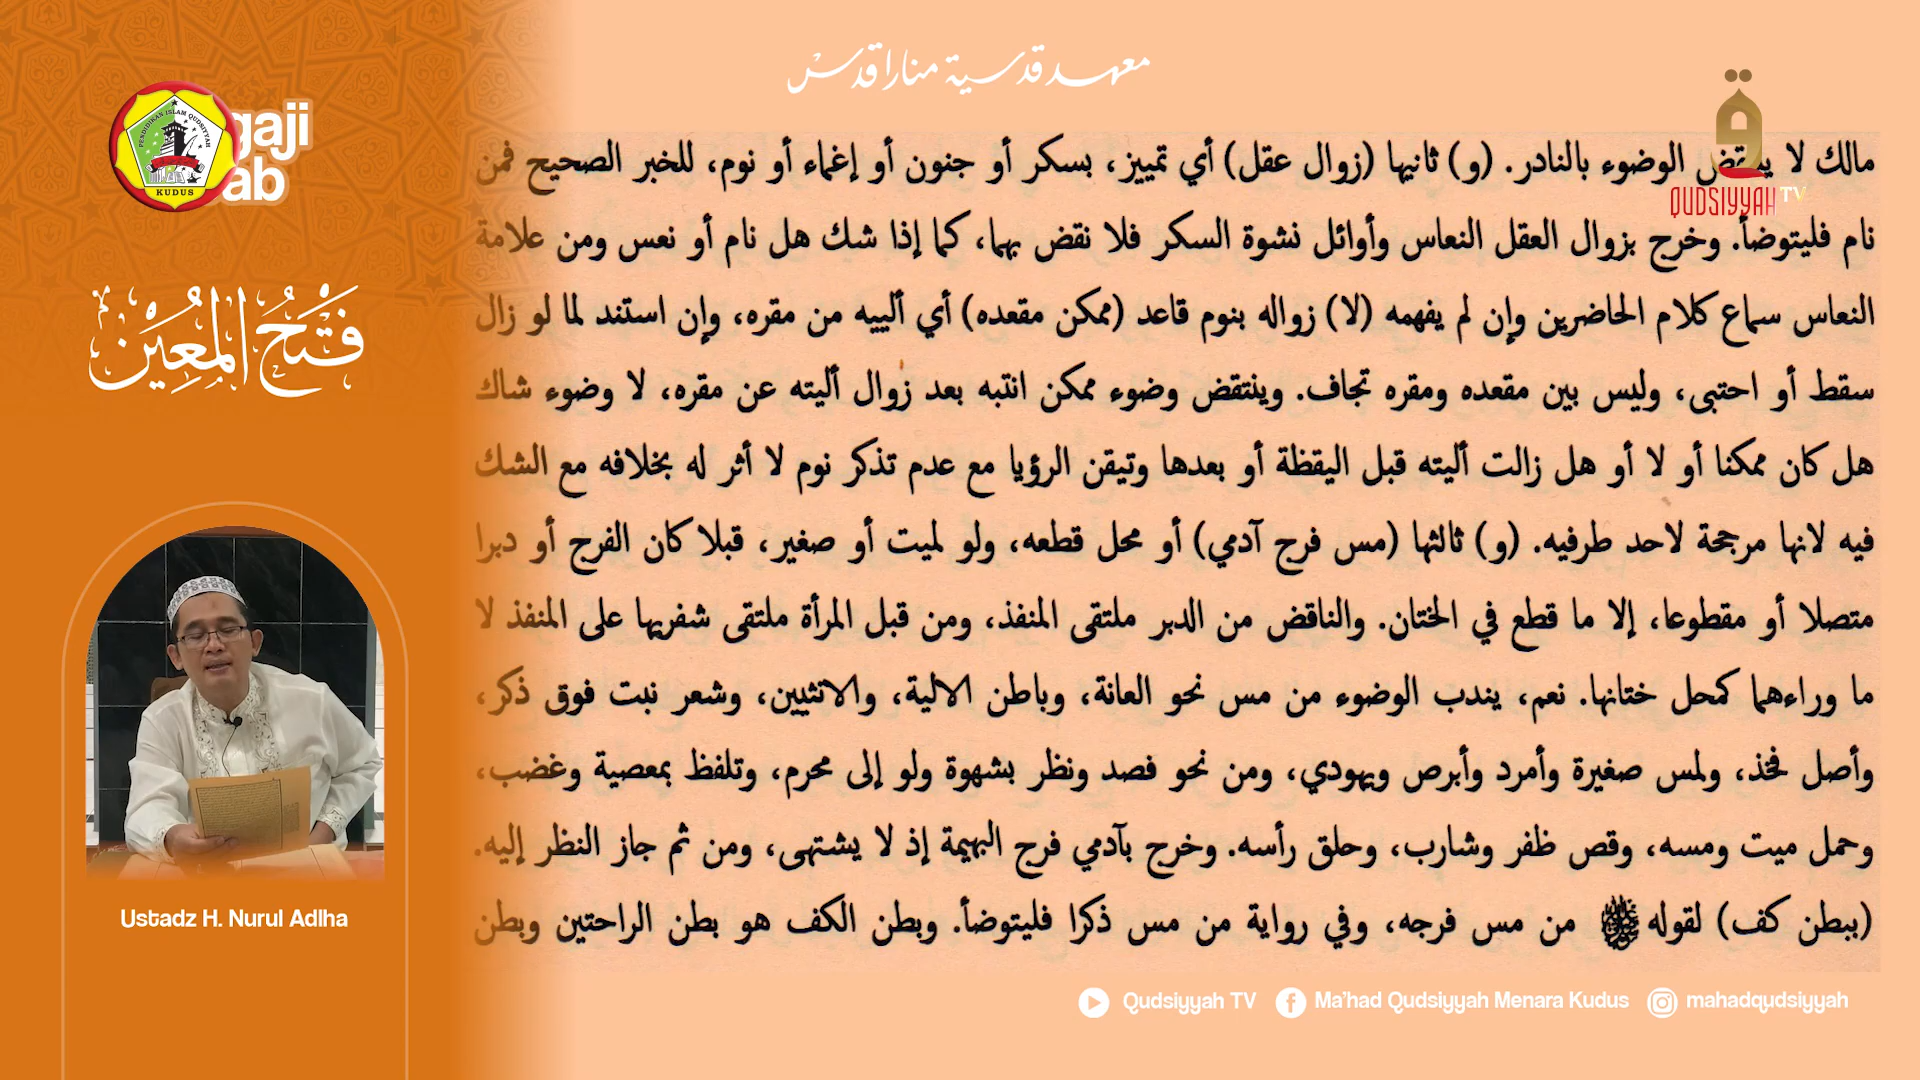 معهد قدسية منارا قدس
gaji
ab
PENDIDIKAN ISLAM QUDSIYYAH
KUDUS
QUDSIYYAH TV
فَتْحُ الْمُعِيْن
مالك لا ينقض الوضوء بالنادر. (و) ثانيها (زوال عقل) أي تمييز، بسكر أو جنون أو إغماء أو نوم، للخبر الصحيح فمن
نام فليتوضأ. وخرج بزوال العقل النعاس وأوائل نشوة السكر فلا نقض بهما، كما إذا شك هل نام أو نعس ومن علامة
النعاس سماع كلام الحاضرين وإن لم يفهمه (لا) زواله بنوم قاعد (ممكن مقعده) أي ألييه من مقره، وإن استند لما لو زال
سقط أو احتبى، وليس بين مقعده ومقره تجاف. وينتقض وضوء ممكن انتبه بعد زوال أليته عن مقره، لا وضوء شاك
هل كان ممكنا أو لا أو هل زالت أليته قبل اليقظة أو بعدها وتيقن الرؤيا مع عدم تذكر نوم لا أثر له بخلافه مع الشك
فيه لانها مرجحة لاحد طرفيه. (و) ثالثها (مس فرج آدمي) أو محل قطعه، ولو لميت أو صغير، قبلا كان الفرج أو دبرا
متصلا أو مقطوعا، إلا ما قطع في الختان. والناقض من الدبر ملتقى المنفذ، ومن قبل المرأة ملتقى شفريها على المنفذ لا
ما وراءهما كمحل ختانها. نعم، يندب الوضوء من مس نحو العانة، وباطن الالية، والانثيين، وشعر نبت فوق ذكر،
وأصل فخذ، ولمس صغيرة وأمرد وأبرص ويهودي، ومن نحو فصد ونظر بشهوة ولو إلى محرم، وتلفظ بمعصية وغضب،
وحمل ميت ومسه، وقص ظفر وشارب، وحلق رأسه. وخرج بآدمي فرج البهيمة إذ لا يشتهى، ومن ثم جاز النظر إليه.
(ببطن كف) لقوله ﷺ من مس فرجه، وفي رواية من مس ذكرا فليتوضأ. وبطن الكف هو بطن الراحتين وبطن
Ustadz H. Nurul Adlha
Qudsiyyah TV Ma'had Qudsiyyah Menara Kudus mahadqudsiyyah